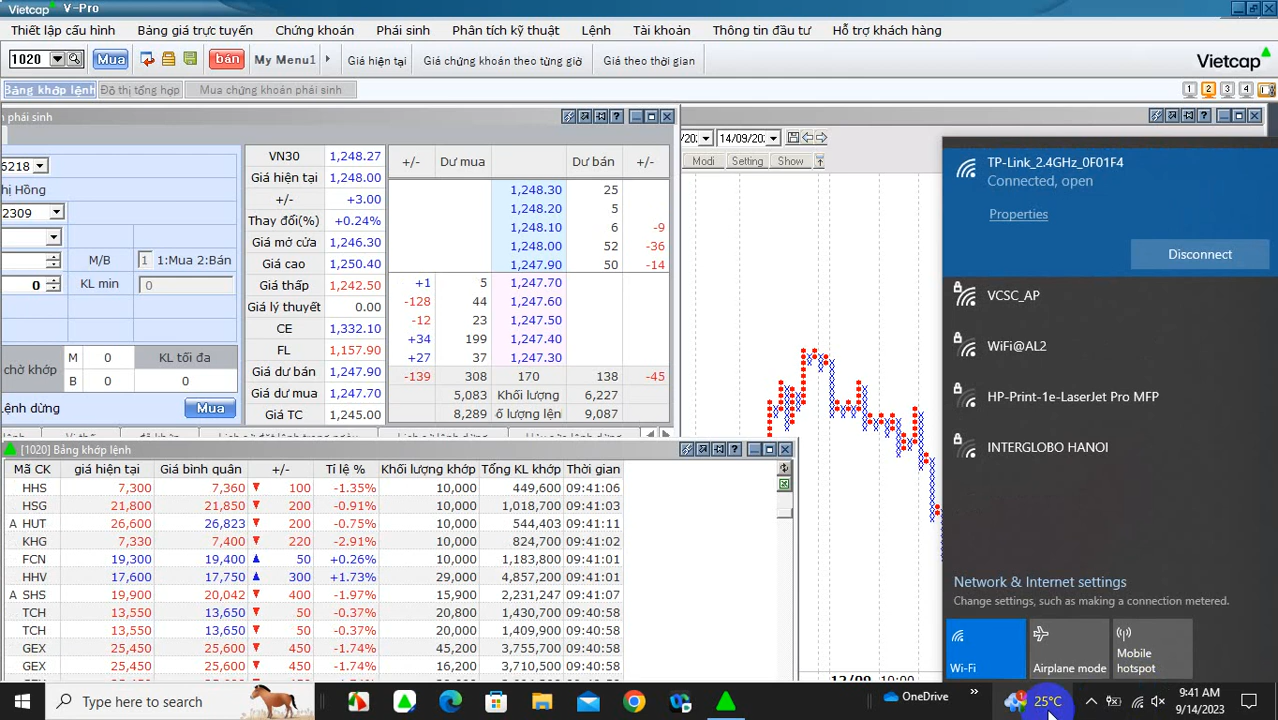 Vietcap V-Pro
Thiết lập cấu hình Bảng giá trực tuyến Chứng khoán Phái sinh Phân tích kỹ thuật Lệnh Tài khoản Thông tin đầu tư Hỗ trợ khách hàng
1020 Mua bán My Menu1 Giá hiện tại Giá chứng khoán theo từng giờ Giá theo thời gian Vietcap
Bảng khớp lệnh Đồ thị tổng hợp Mua chứng khoán phái sinh 1 2 3 4
n phái sinh
6218
hị Hồng
2309
M/B 1 1:Mua 2:Bán
0 KL min 0
chờ khớp M 0 KL tối đa
B 0 0
Lệnh dừng Mua
VN30 1,248.27
Giá hiện tại 1,248.00
+/- +3.00
Thay đổi(%) +0.24%
Giá mở cửa 1,246.30
Giá cao 1,250.40
Giá thấp 1,242.50
Giá lý thuyết 0.00
CE 1,332.10
FL 1,157.90
Giá dư bán 1,247.90
Giá dư mua 1,247.70
Giá TC 1,245.00
+/- Dư mua Dư bán +/-
1,248.30 25
1,248.20 5
1,248.10 6 -9
1,248.00 52 -36
1,247.90 50 -14
+1 5 1,247.70
-128 44 1,247.60
-12 23 1,247.50
+34 199 1,247.40
+27 37 1,247.30
-139 308 170 138 -45
5,083 Khối lượng 6,227
8,289 ố lượng lện 9,087
14/09/20
Modi Setting Show
12/09
[1020] Bảng khớp lệnh
Mã CK giá hiện tại Giá bình quân +/- Tỉ lệ % Khối lượng khớp Tổng KL khớp Thời gian
HHS 7,300 7,360 100 -1.35% 10,000 449,600 09:41:06
HSG 21,800 21,850 200 -0.91% 10,000 1,018,700 09:41:03
A HUT 26,600 26,823 200 -0.75% 10,000 544,403 09:41:11
KHG 7,330 7,400 220 -2.91% 10,000 824,700 09:41:02
FCN 19,300 19,400 50 +0.26% 10,000 1,183,800 09:41:01
HHV 17,600 17,750 300 +1.73% 29,000 4,857,200 09:41:01
A SHS 19,900 20,042 400 -1.97% 15,900 2,231,247 09:41:07
TCH 13,550 13,650 50 -0.37% 20,800 1,430,700 09:40:58
TCH 13,550 13,650 50 -0.37% 20,000 1,409,900 09:40:58
GEX 25,450 25,600 450 -1.74% 45,200 3,755,700 09:40:58
GEX 25,450 25,600 450 -1.74% 16,200 3,710,500 09:40:58
TP-Link_2.4GHz_0F01F4
Connected, open
Properties
Disconnect
VCSC_AP
WiFi@AL2
HP-Print-1e-LaserJet Pro MFP
INTERGLOBO HANOI
Network & Internet settings
Change settings, such as making a connection metered.
Wi-Fi
Airplane mode
Mobile hotspot
Type here to search OneDrive 25°C 9:41 AM
9/14/2023